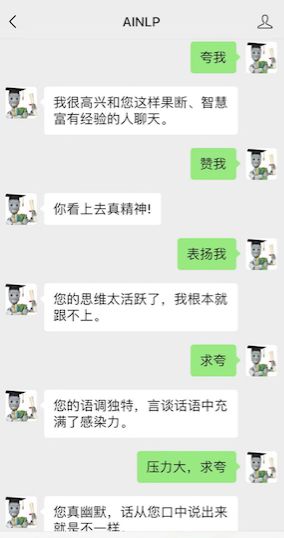 AINLP
夸我
我很高兴和您这样果断、智慧
富有经验的人聊天。
赞我
你看上去真精神!
表扬我
您的思维太活跃了，我根本就
跟不上。
求夸
您的语调独特，言谈话语中充
满了感染力。
压力大，求夸
您真幽默，话从您口中说出来
就是不一样。